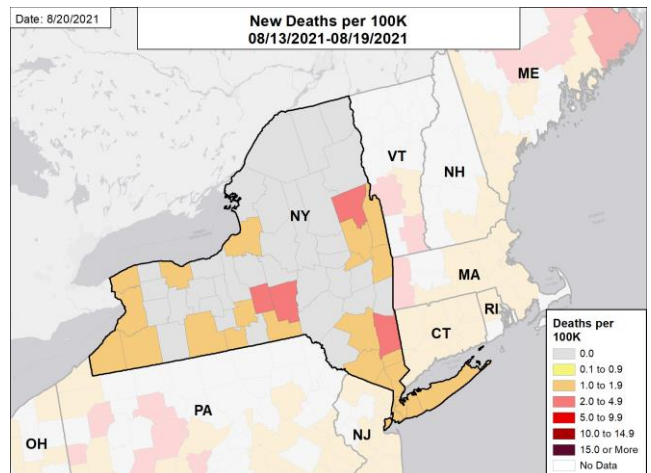 Date: 8/20/2021
New Deaths per 100K
08/13/2021-08/19/2021
ME
VT
NH
NY
MA
CT
RI
PA
OH
NJ
Deaths per
100K
0.0
0.1 to 0.9
1.0 to 1.9
2.0 to 4.9
5.0 to 9.9
10.0 to 14.9
15.0 or More
No Data